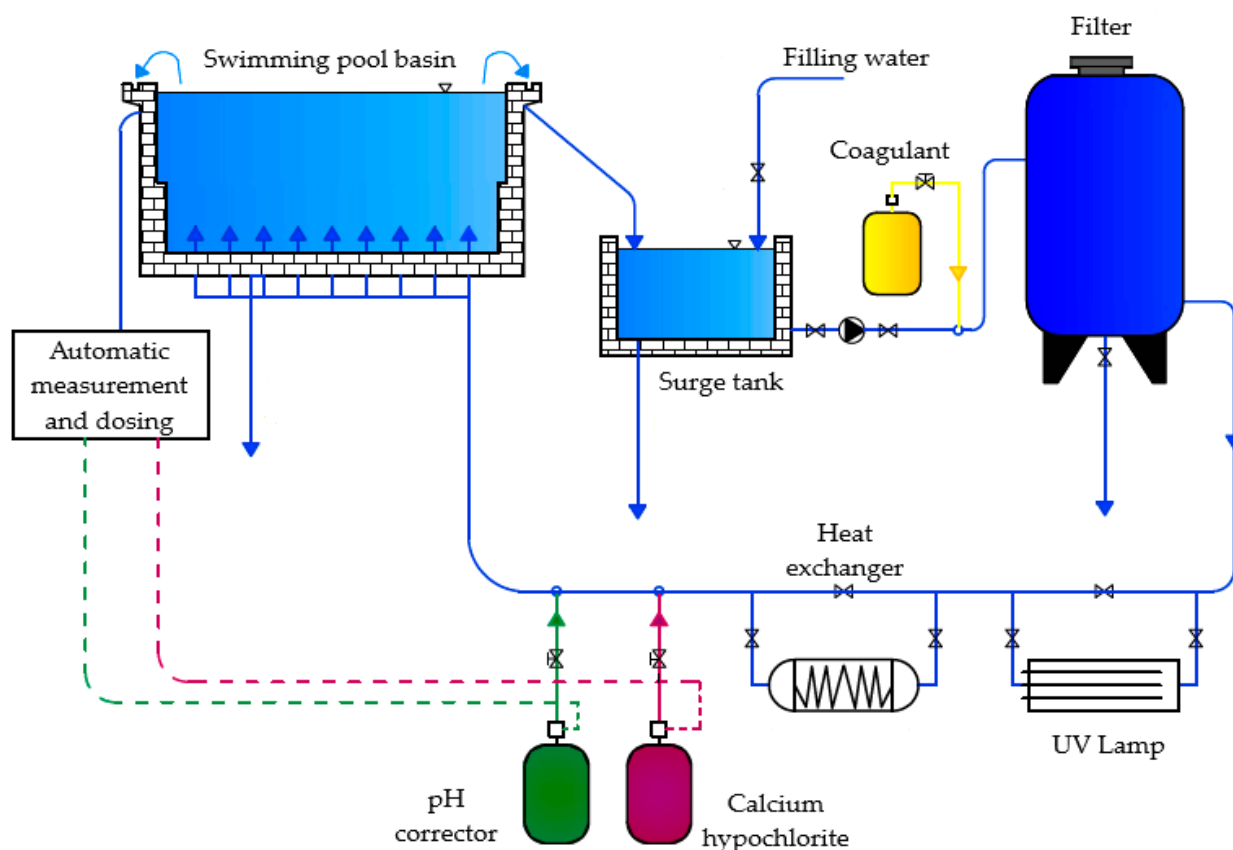 Filter
Swimming pool basin
Filling water
Coagulant
Automatic
measurement
and dosing
Surge tank
Heat
exchanger
UV Lamp
pH
corrector
Calcium
hypochlorite